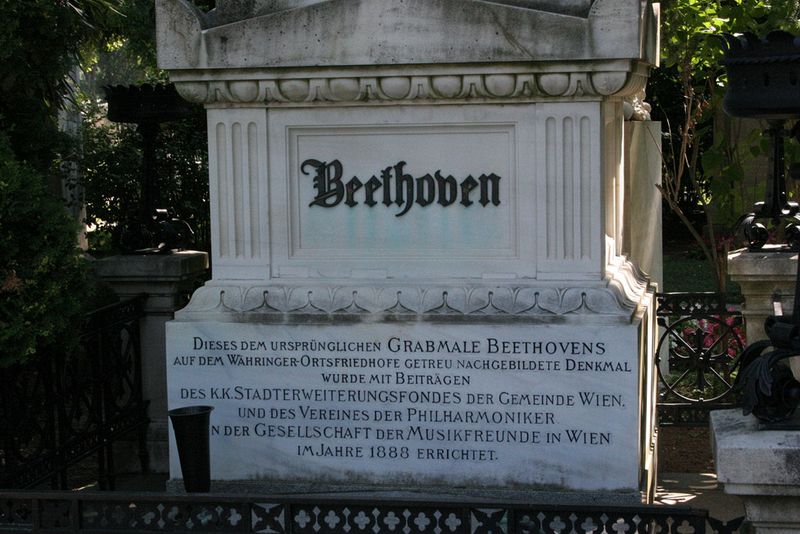 Beethoven
DIESES DEM URSPRÜNGLICHEN GRABMALE BEETHOVENS
AUF DEM WÄHRINGER-ORTSFRIEDHOFE GETREU NACHGEBILDETE DENKMAL
WURDE MIT BEITRÄGEN
DES K.K. STADTERWEITERUNGSFONDES DER GEMEINDE WIEN,
UND DES VEREINES DER PHILHARMONIKER
IN DER GESELLSCHAFT DER MUSIKFREUNDE IN WIEN
IM JAHRE 1888 ERRICHTET.